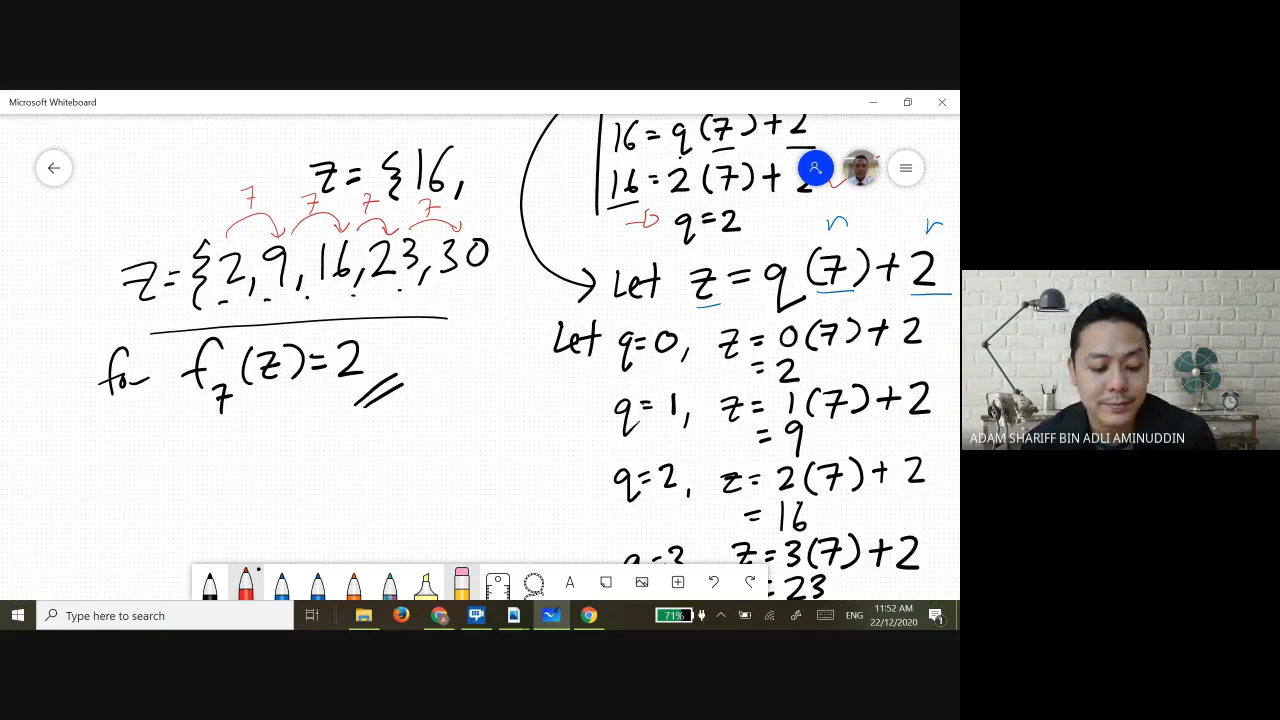 Microsoft Whiteboard
z = {16,
7 7 7 7
z = {2, 9, 16, 23, 30
for f₇(z) = 2
16 = q(7) + 2
16 = 2(7) + 2
q = 2
n r
Let z = q(7) + 2
Let q=0, z = 0(7) + 2
= 2
q = 1, z = 1(7) + 2
= 9
q = 2, z = 2(7) + 2
= 16
q = 3 z = 3(7) + 2
= 23
ADAM SHARIFF BIN ADLI AMINUDDIN
Type here to search
71%
ENG
11:52 AM
22/12/2020